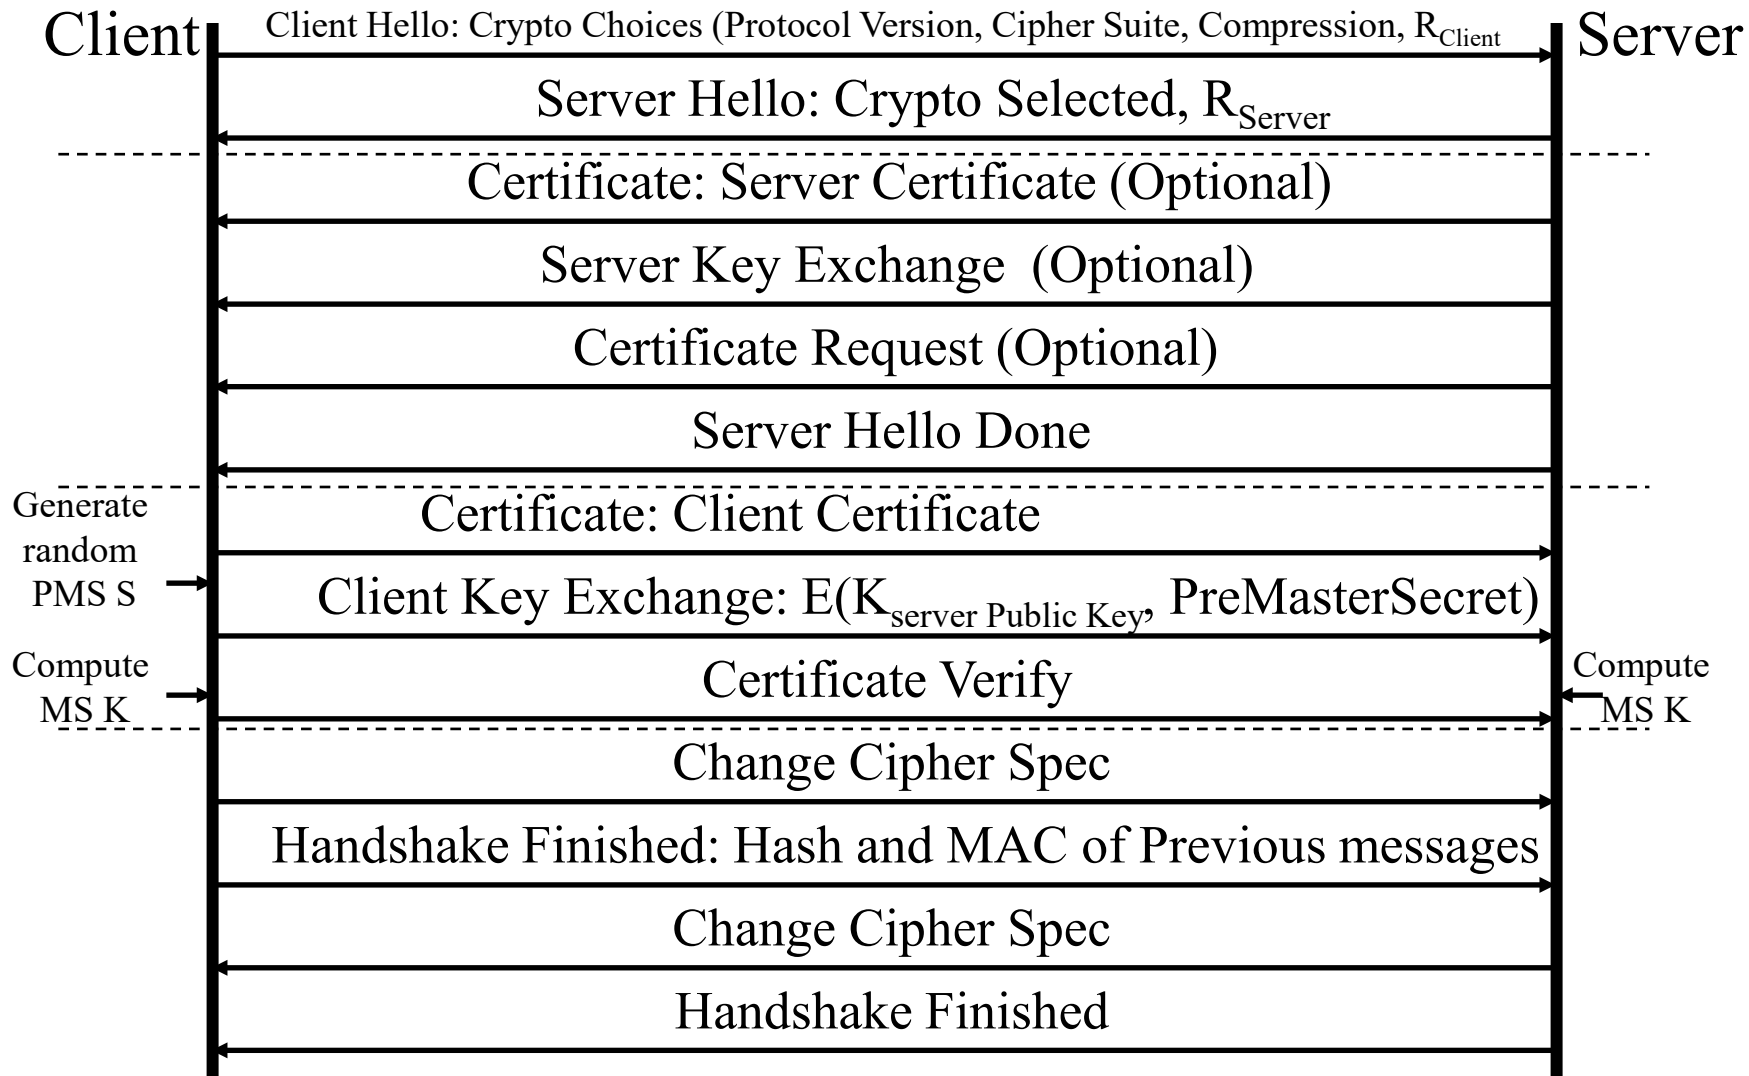 Client
Client Hello: Crypto Choices (Protocol Version, Cipher Suite, Compression, RClient
Server
Server Hello: Crypto Selected, RServer
Certificate: Server Certificate (Optional)
Server Key Exchange  (Optional)
Certificate Request (Optional)
Server Hello Done
Generate
random
PMS S
Certificate: Client Certificate
Client Key Exchange: E(Kserver Public Key, PreMasterSecret)
Compute
MS K
Certificate Verify
Compute
MS K
Change Cipher Spec
Handshake Finished: Hash and MAC of Previous messages
Change Cipher Spec
Handshake Finished